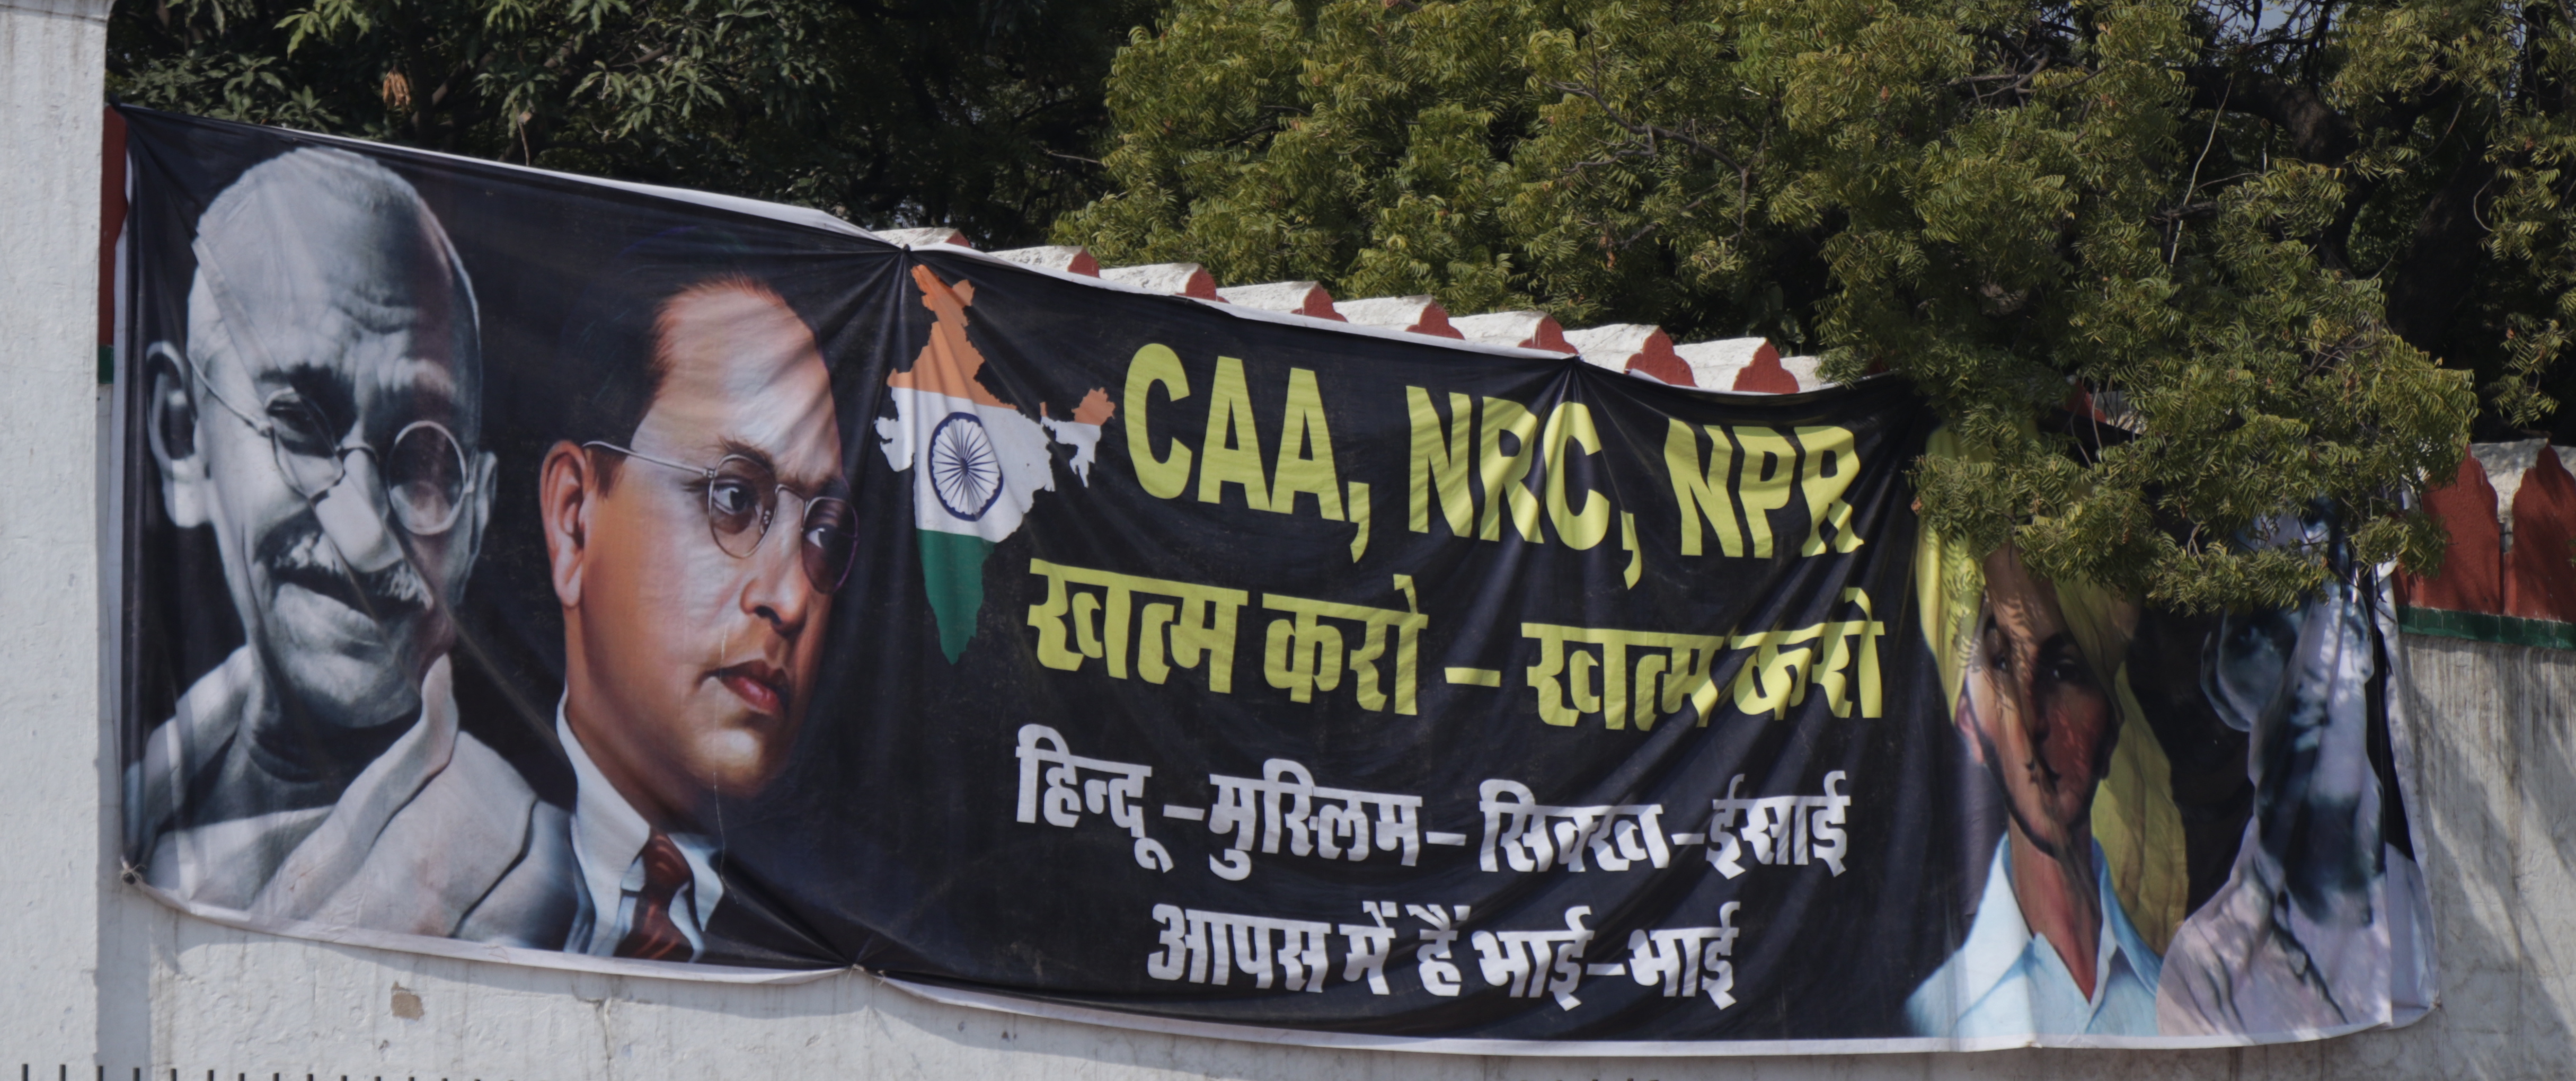 CAA, NRC, NPR
खत्म करो – खत्म करो
हिन्दू –मुस्लिम– सिक्ख–ईसाई
आपस में हैं भाई–भाई